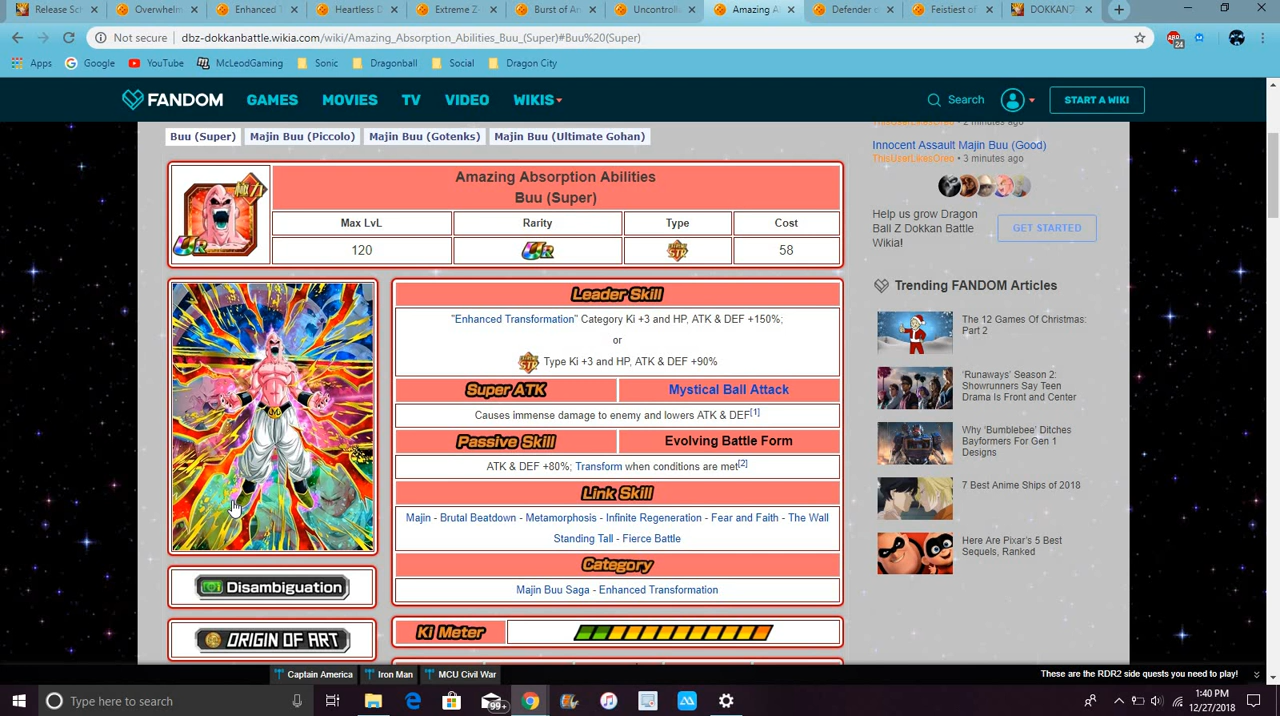 Release Sch
Overwhelm
Enhanced T
Heartless D
Extreme Z-
Burst of An
Uncontroll
Amazing A
Defender o
Feistiest of
Not secure
dbz-dokkanbattle.wikia.com/wiki/Amazing_Absorption_Abilities_Buu_(Super)#Buu%20(Super)
24
Apps
Google
YouTube
McLeodGaming
Sonic
Dragonball
Social
Dragon City
FANDOM
GAMES
MOVIES
TV
VIDEO
WIKIS
Search
START A WIKI
Buu (Super)
Majin Buu (Piccolo)
Majin Buu (Gotenks)
Majin Buu (Ultimate Gohan)
ThisUserLikesOreo • 2 minutes ago
Innocent Assault Majin Buu (Good)
ThisUserLikesOreo • 3 minutes ago
Help us grow Dragon
Ball Z Dokkan Battle
Wikia!
GET STARTED
Amazing Absorption Abilities
Buu (Super)
Max LvL
Rarity
Type
Cost
120
UR
STR
58
Leader Skill
"Enhanced Transformation" Category Ki +3 and HP, ATK & DEF +150%;
or
Type Ki +3 and HP, ATK & DEF +90%
Super ATK
Mystical Ball Attack
Causes immense damage to enemy and lowers ATK & DEF[1]
Passive Skill
Evolving Battle Form
ATK & DEF +80%; Transform when conditions are met[2]
Link Skill
Majin - Brutal Beatdown - Metamorphosis - Infinite Regeneration - Fear and Faith - The Wall
Standing Tall - Fierce Battle
Category
Majin Buu Saga - Enhanced Transformation
Ki Meter
Disambiguation
ORIGIN OF ART
Trending FANDOM Articles
The 12 Games Of Christmas:
Part 2
'Runaways' Season 2:
Showrunners Say Teen
Drama Is Front and Center
Why 'Bumblebee' Ditches
Bayformers For Gen 1
Designs
7 Best Anime Ships of 2018
Here Are Pixar's 5 Best
Sequels, Ranked
Captain America
Iron Man
MCU Civil War
These are the RDR2 side quests you need to play!
Type here to search
99+
1:40 PM
12/27/2018